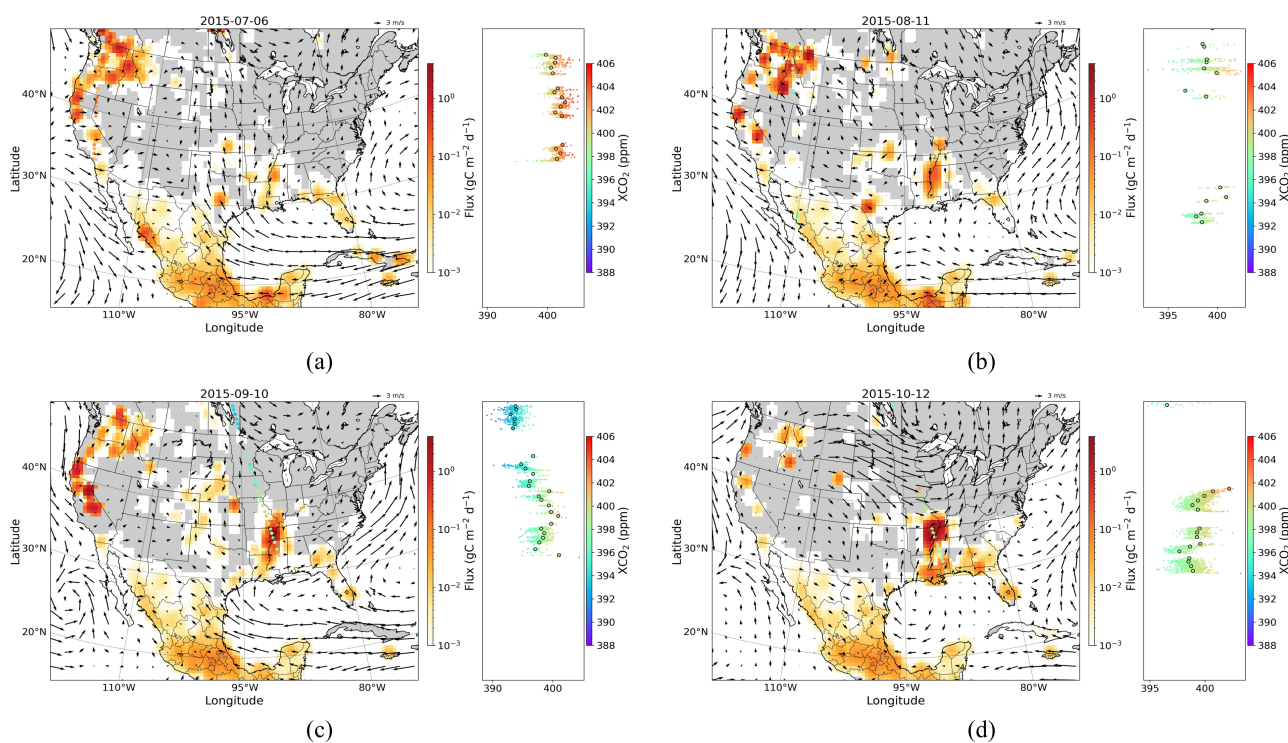 2015-07-06
3 m/s
Latitude
40°N
30°N
20°N
110°W
95°W
80°W
Longitude
10⁰
10⁻¹
10⁻²
10⁻³
Flux (gC m⁻² d⁻¹)
390
400
406
404
402
400
398
396
394
392
390
388
XCO₂ (ppm)
(a)
2015-08-11
3 m/s
Latitude
40°N
30°N
20°N
110°W
95°W
80°W
Longitude
10⁰
10⁻¹
10⁻²
10⁻³
Flux (gC m⁻² d⁻¹)
395
400
406
404
402
400
398
396
394
392
390
388
XCO₂ (ppm)
(b)
2015-09-10
3 m/s
Latitude
40°N
30°N
20°N
110°W
95°W
80°W
Longitude
10⁰
10⁻¹
10⁻²
10⁻³
Flux (gC m⁻² d⁻¹)
390
400
406
404
402
400
398
396
394
392
390
388
XCO₂ (ppm)
(c)
2015-10-12
3 m/s
Latitude
40°N
30°N
20°N
110°W
95°W
80°W
Longitude
10⁰
10⁻¹
10⁻²
10⁻³
Flux (gC m⁻² d⁻¹)
395
400
406
404
402
400
398
396
394
392
390
388
XCO₂ (ppm)
(d)